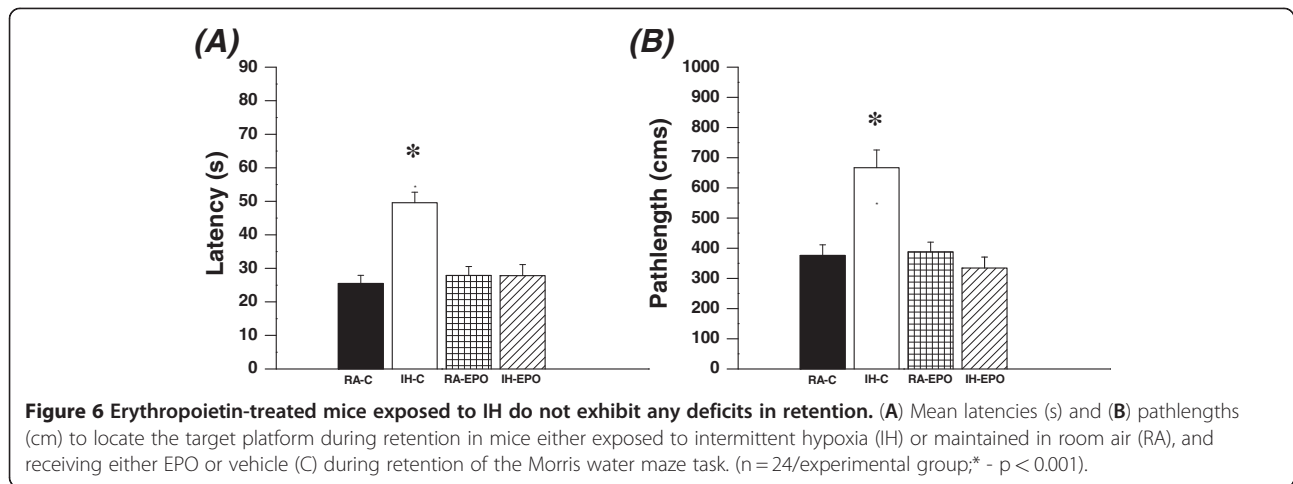 (A)
90
80
70
60
50
40
30
20
10
0
Latency (s)
*
RA-C IH-C RA-EPO IH-EPO
(B)
1000
900
800
700
600
500
400
300
200
100
0
Pathlength (cms)
*
RA-C IH-C RA-EPO IH-EPO
Figure 6 Erythropoietin-treated mice exposed to IH do not exhibit any deficits in retention. (A) Mean latencies (s) and (B) pathlengths
(cm) to locate the target platform during retention in mice either exposed to intermittent hypoxia (IH) or maintained in room air (RA), and
receiving either EPO or vehicle (C) during retention of the Morris water maze task. (n = 24/experimental group;* - p < 0.001).